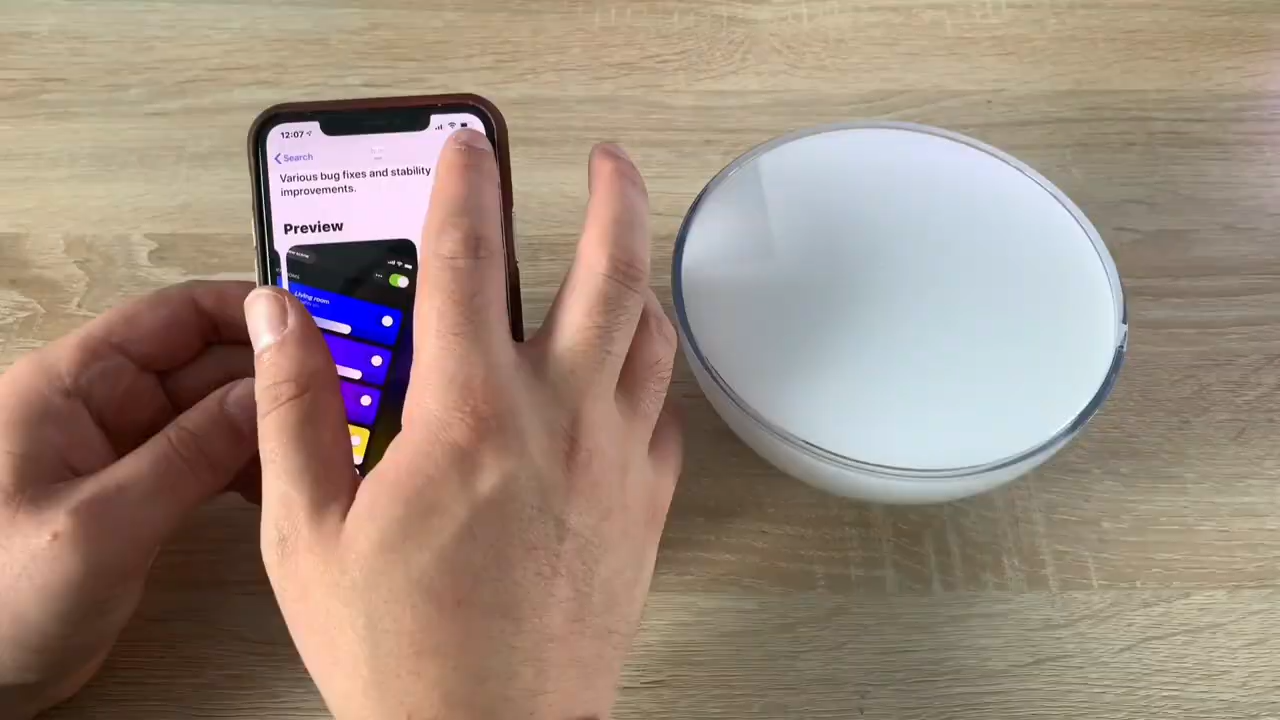 12:07
Search
Various bug fixes and stability
improvements.
Preview
Living room